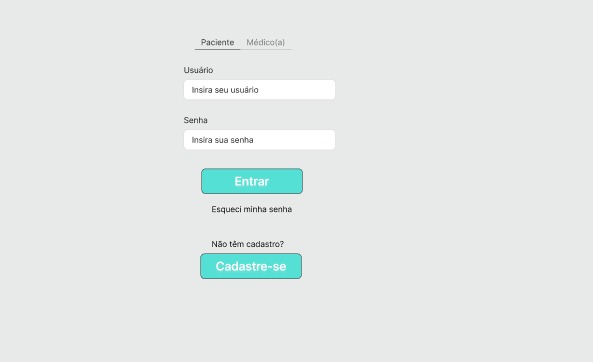 Paciente Médico(a)
Usuário
Insira seu usuário
Senha
Insira sua senha
Entrar
Esqueci minha senha
Não têm cadastro?
Cadastre-se